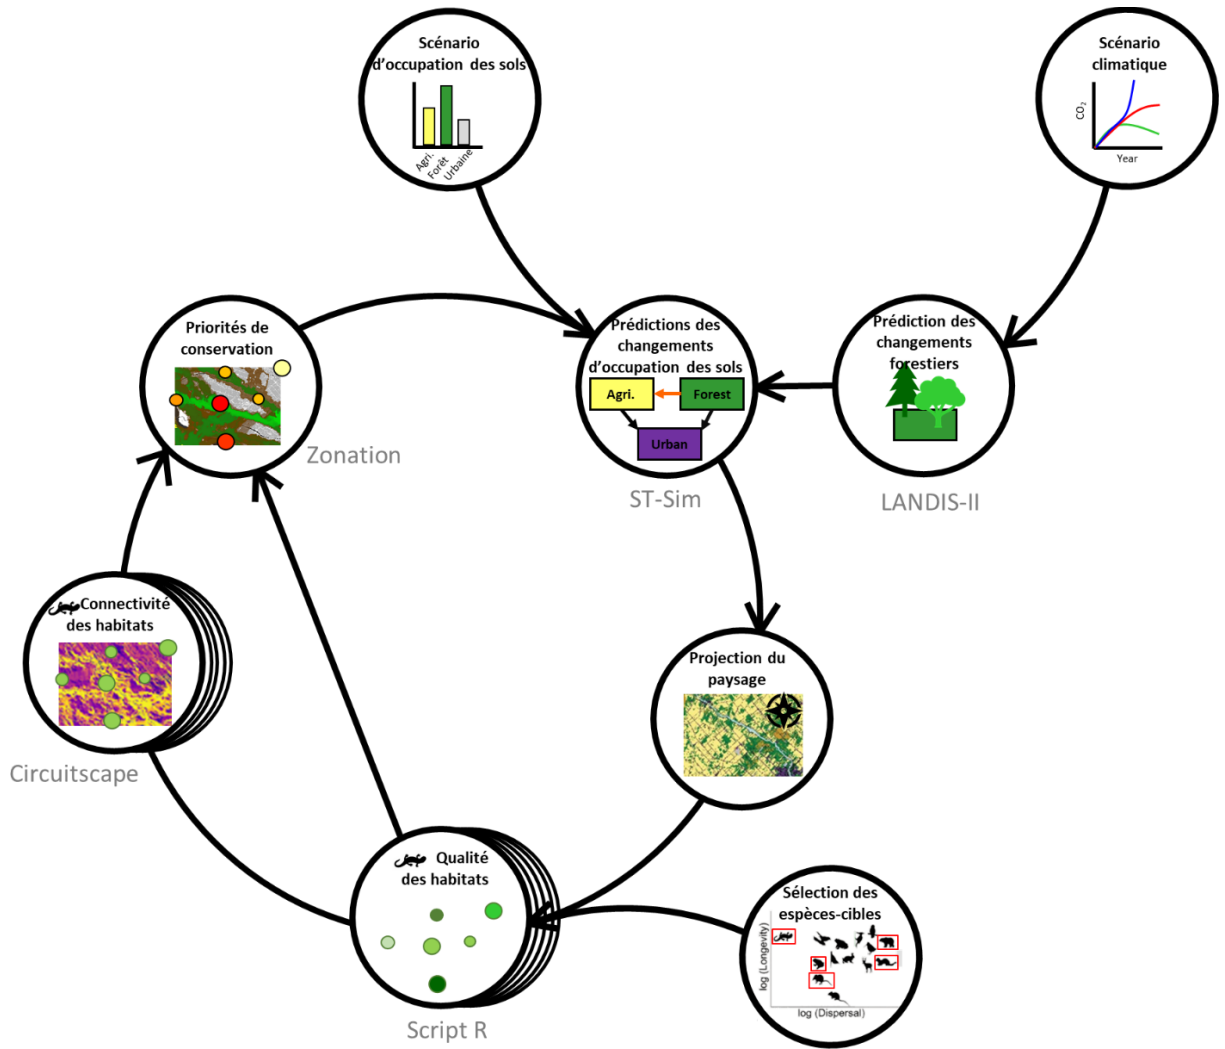 Scénario
d'occupation des sols
Agri.
Forêt
Urbaine
Scénario
climatique
CO2
Year
Priorités de
conservation
Zonation
Prédictions des
changements
d'occupation des sols
Agri.
Forest
Urban
ST-Sim
Prédiction des
changements
forestiers
LANDIS-II
Connectivité
des habitats
Circuitscape
Projection du
paysage
Qualité
des habitats
Script R
Sélection des
espèces-cibles
log (Longevity)
log (Dispersal)